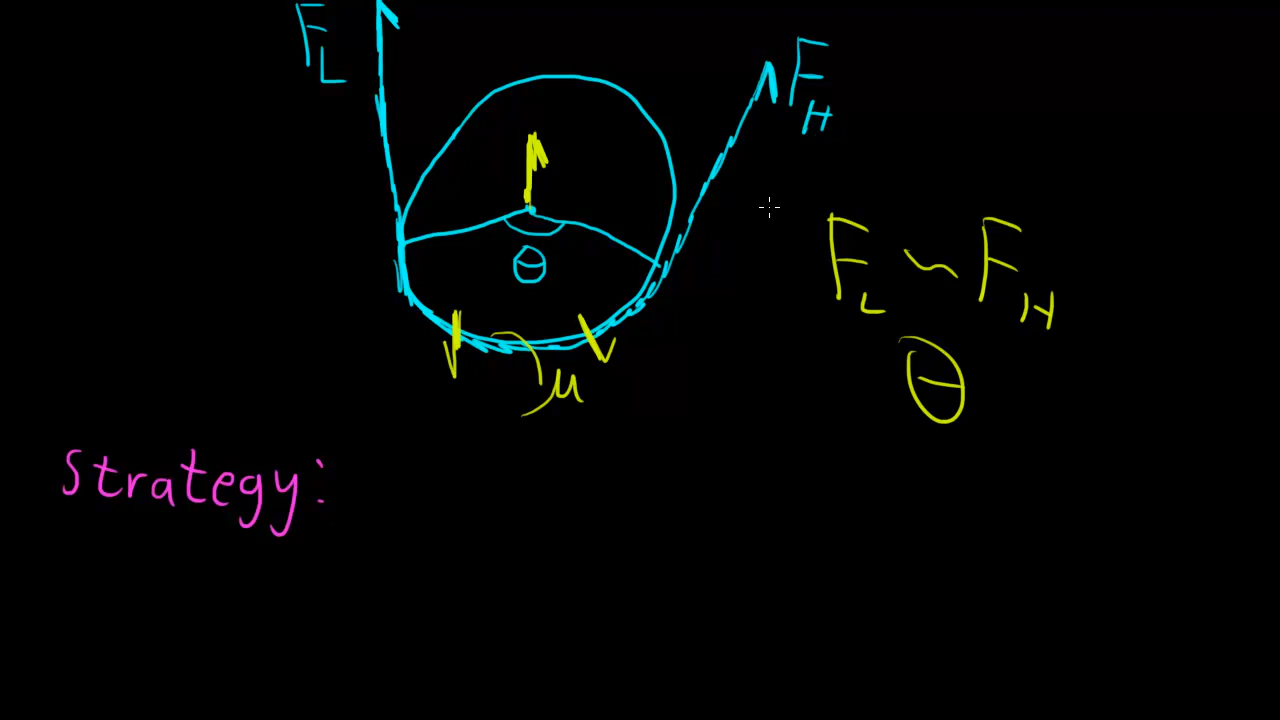 F_L
F_H
θ
μ
F_L ~ F_H
θ
Strategy: